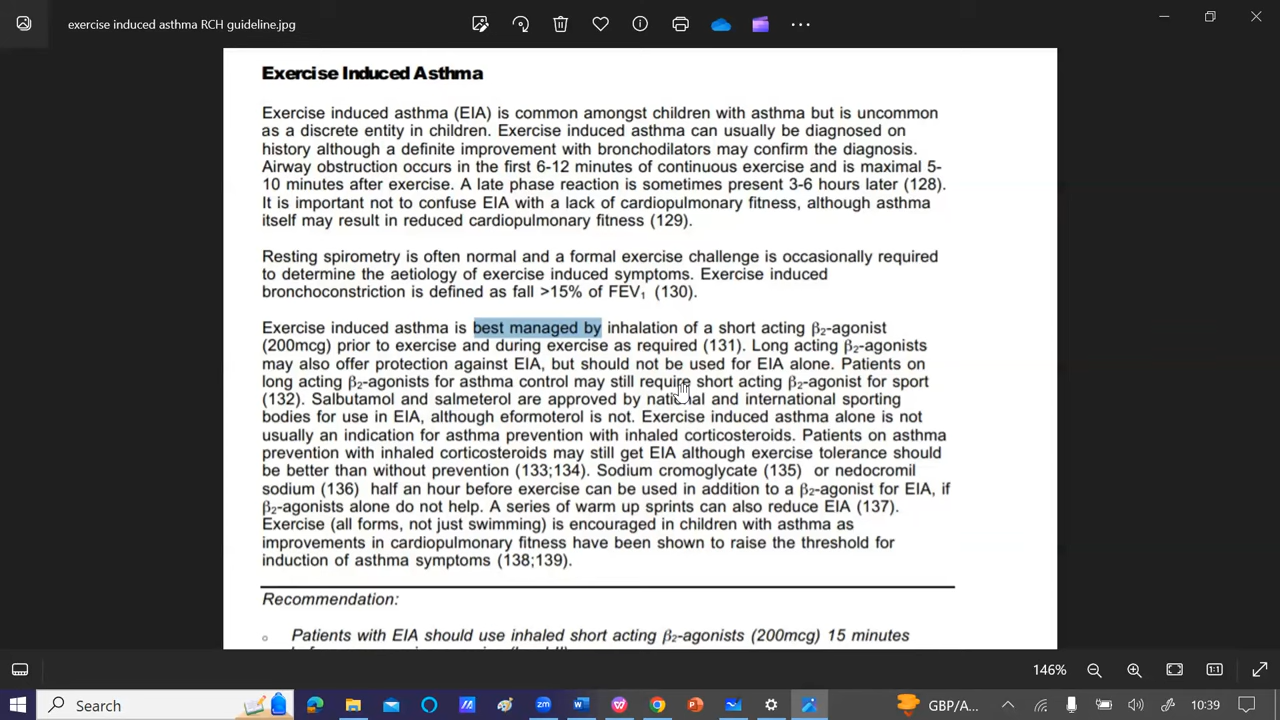 exercise induced asthma RCH guideline.jpg
Exercise Induced Asthma
Exercise induced asthma (EIA) is common amongst children with asthma but is uncommon
as a discrete entity in children. Exercise induced asthma can usually be diagnosed on
history although a definite improvement with bronchodilators may confirm the diagnosis.
Airway obstruction occurs in the first 6-12 minutes of continuous exercise and is maximal 5-
10 minutes after exercise. A late phase reaction is sometimes present 3-6 hours later (128).
It is important not to confuse EIA with a lack of cardiopulmonary fitness, although asthma
itself may result in reduced cardiopulmonary fitness (129).
Resting spirometry is often normal and a formal exercise challenge is occasionally required
to determine the aetiology of exercise induced symptoms. Exercise induced
bronchoconstriction is defined as fall >15% of FEV₁ (130).
Exercise induced asthma is best managed by inhalation of a short acting β₂-agonist
(200mcg) prior to exercise and during exercise as required (131). Long acting β₂-agonists
may also offer protection against EIA, but should not be used for EIA alone. Patients on
long acting β₂-agonists for asthma control may still require short acting β₂-agonist for sport
(132). Salbutamol and salmeterol are approved by national and international sporting
bodies for use in EIA, although eformoterol is not. Exercise induced asthma alone is not
usually an indication for asthma prevention with inhaled corticosteroids. Patients on asthma
prevention with inhaled corticosteroids may still get EIA although exercise tolerance should
be better than without prevention (133;134). Sodium cromoglycate (135) or nedocromil
sodium (136) half an hour before exercise can be used in addition to a β₂-agonist for EIA, if
β₂-agonists alone do not help. A series of warm up sprints can also reduce EIA (137).
Exercise (all forms, not just swimming) is encouraged in children with asthma as
improvements in cardiopulmonary fitness have been shown to raise the threshold for
induction of asthma symptoms (138;139).
Recommendation:
Patients with EIA should use inhaled short acting β₂-agonists (200mcg) 15 minutes
146%
1:1
Search
zm
W
GBP/A...
10:39